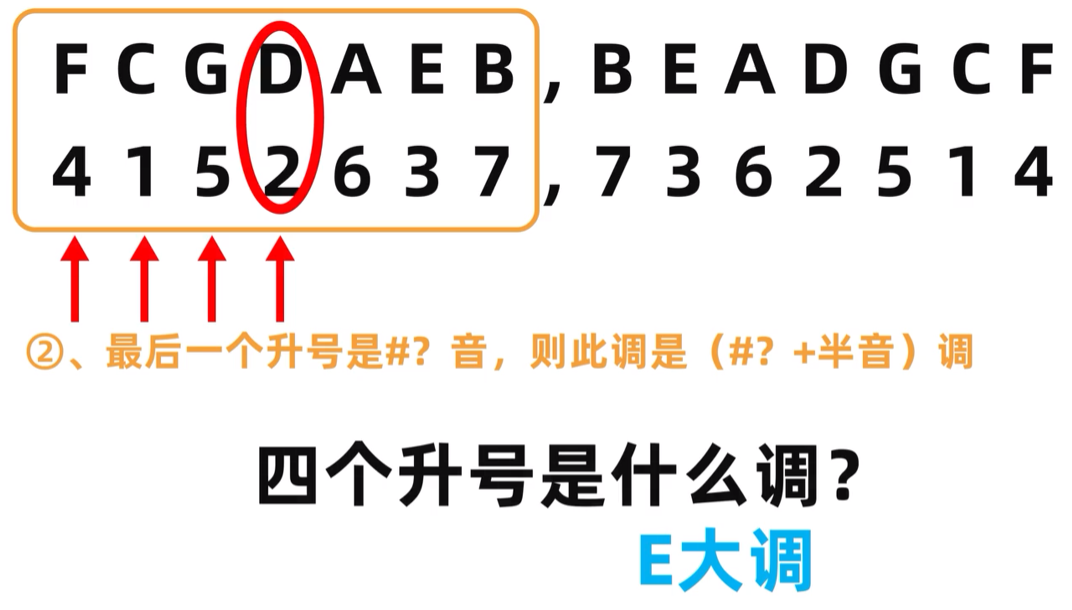 F C G D A E B , B E A D G C F
4 1 5 2 6 3 7 , 7 3 6 2 5 1 4
②、最后一个升号是#？音，则此调是（#？+半音）调
四个升号是什么调？
E大调